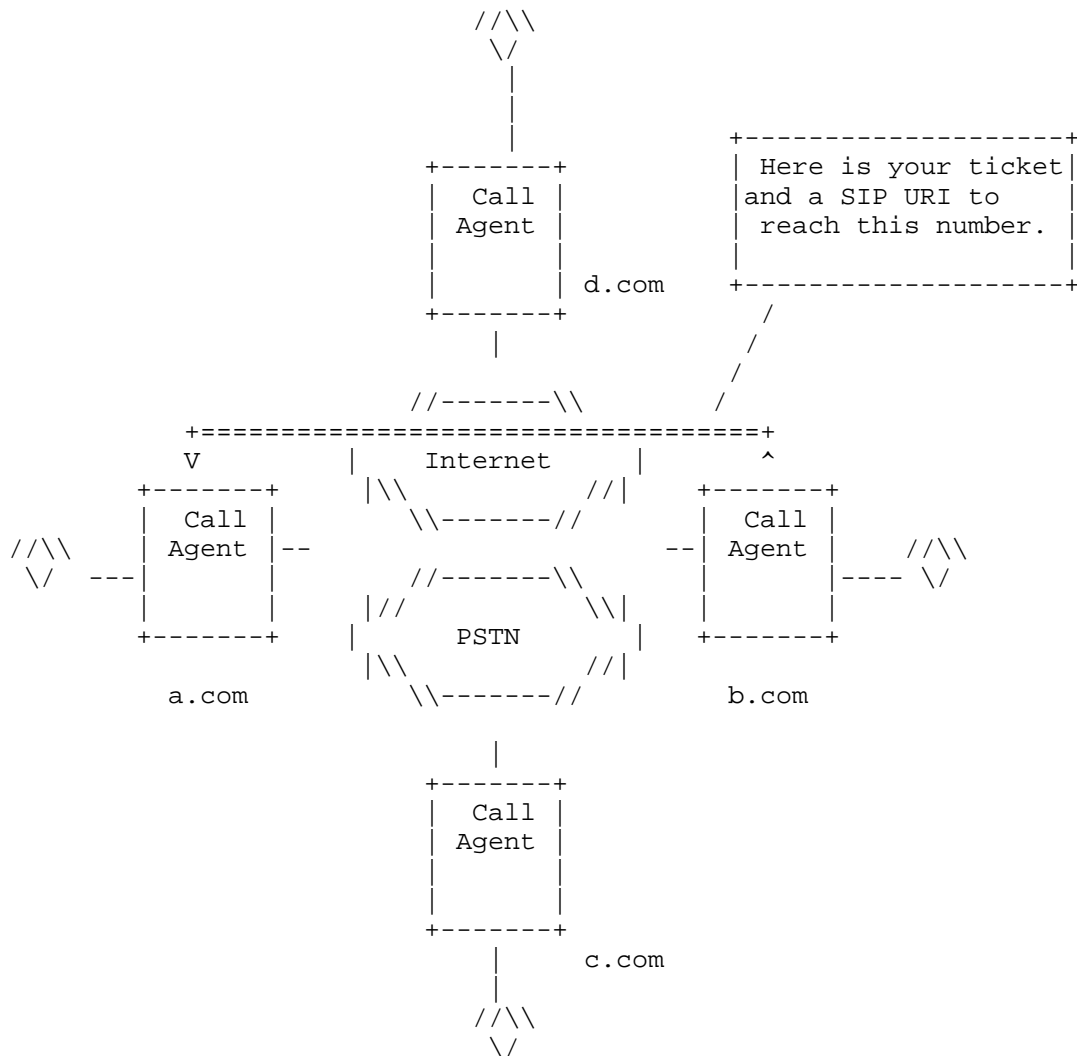 Call
Agent
d.com
Here is your ticket
and a SIP URI to
reach this number.
Internet
V
^
Call
Agent
a.com
Call
Agent
b.com
PSTN
Call
Agent
c.com